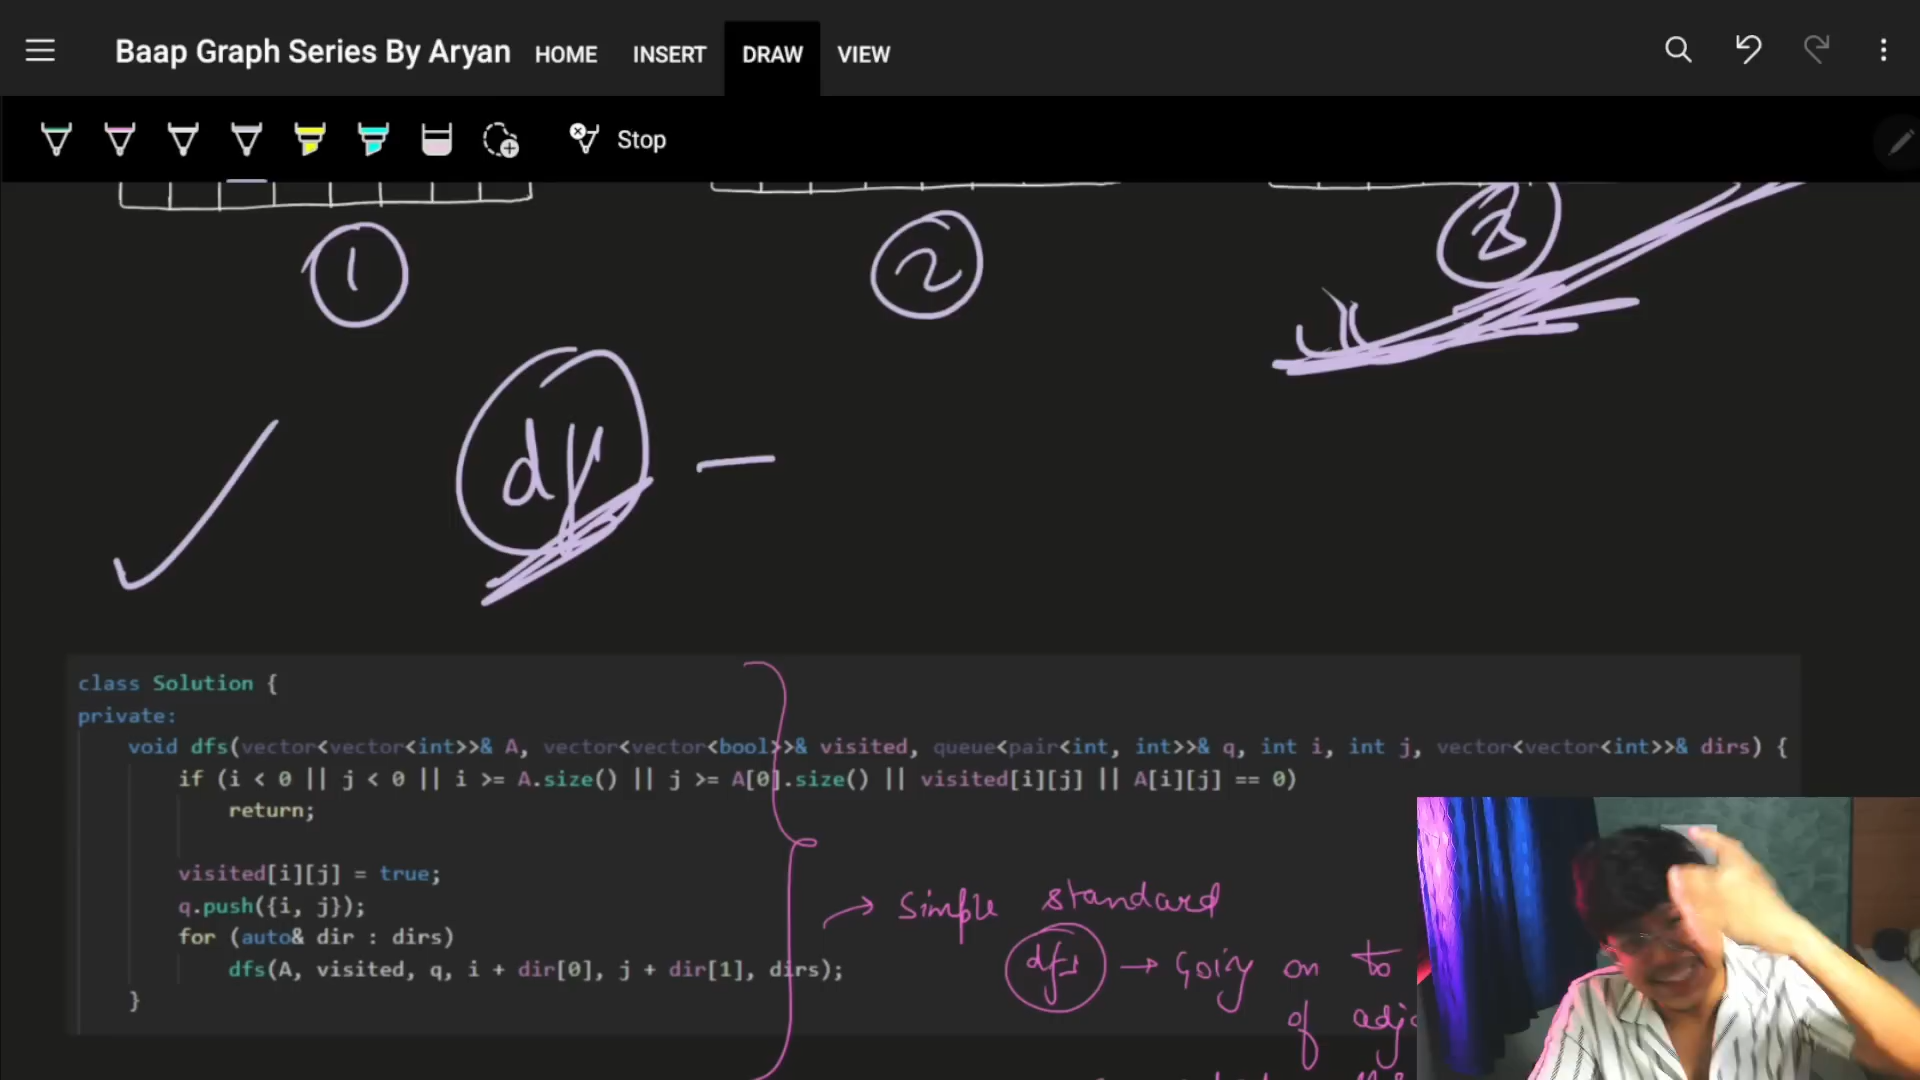 Baap Graph Series By Aryan HOME INSERT DRAW VIEW
Stop
1 2 3
class Solution {
private:
void dfs(vector<vector<int>>& A, vector<vector<bool>>& visited, queue<pair<int, int>>& q, int i, int j, vector<vector<int>>& dirs) {
if (i < 0 || j < 0 || i >= A.size() || j >= A[0].size() || visited[i][j] || A[i][j] == 0)
return;
visited[i][j] = true;
q.push({i, j});
for (auto& dir : dirs)
dfs(A, visited, q, i + dir[0], j + dir[1], dirs);
}
→ Simple standard
dfs → Going on to
of